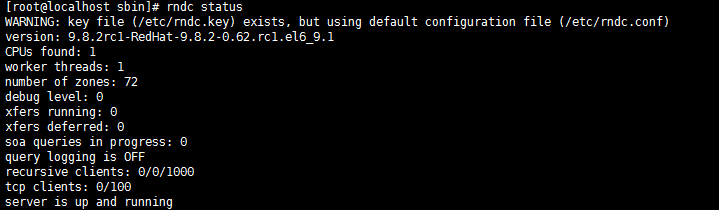 [root@localhost sbin]# rndc status
WARNING: key file (/etc/rndc.key) exists, but using default configuration file (/etc/rndc.conf)
version: 9.8.2rc1-RedHat-9.8.2-0.62.rc1.el6_9.1
CPUs found: 1
worker threads: 1
number of zones: 72
debug level: 0
xfers running: 0
xfers deferred: 0
soa queries in progress: 0
query logging is OFF
recursive clients: 0/0/1000
tcp clients: 0/100
server is up and running